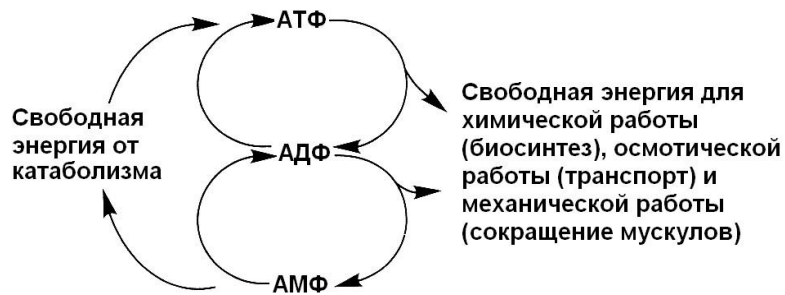 АТФ
Свободная
энергия от
катаболизма
АДФ
АМФ
Свободная энергия для
химической работы
(биосинтез), осмотической
работы (транспорт) и
механической работы
(сокращение мускулов)